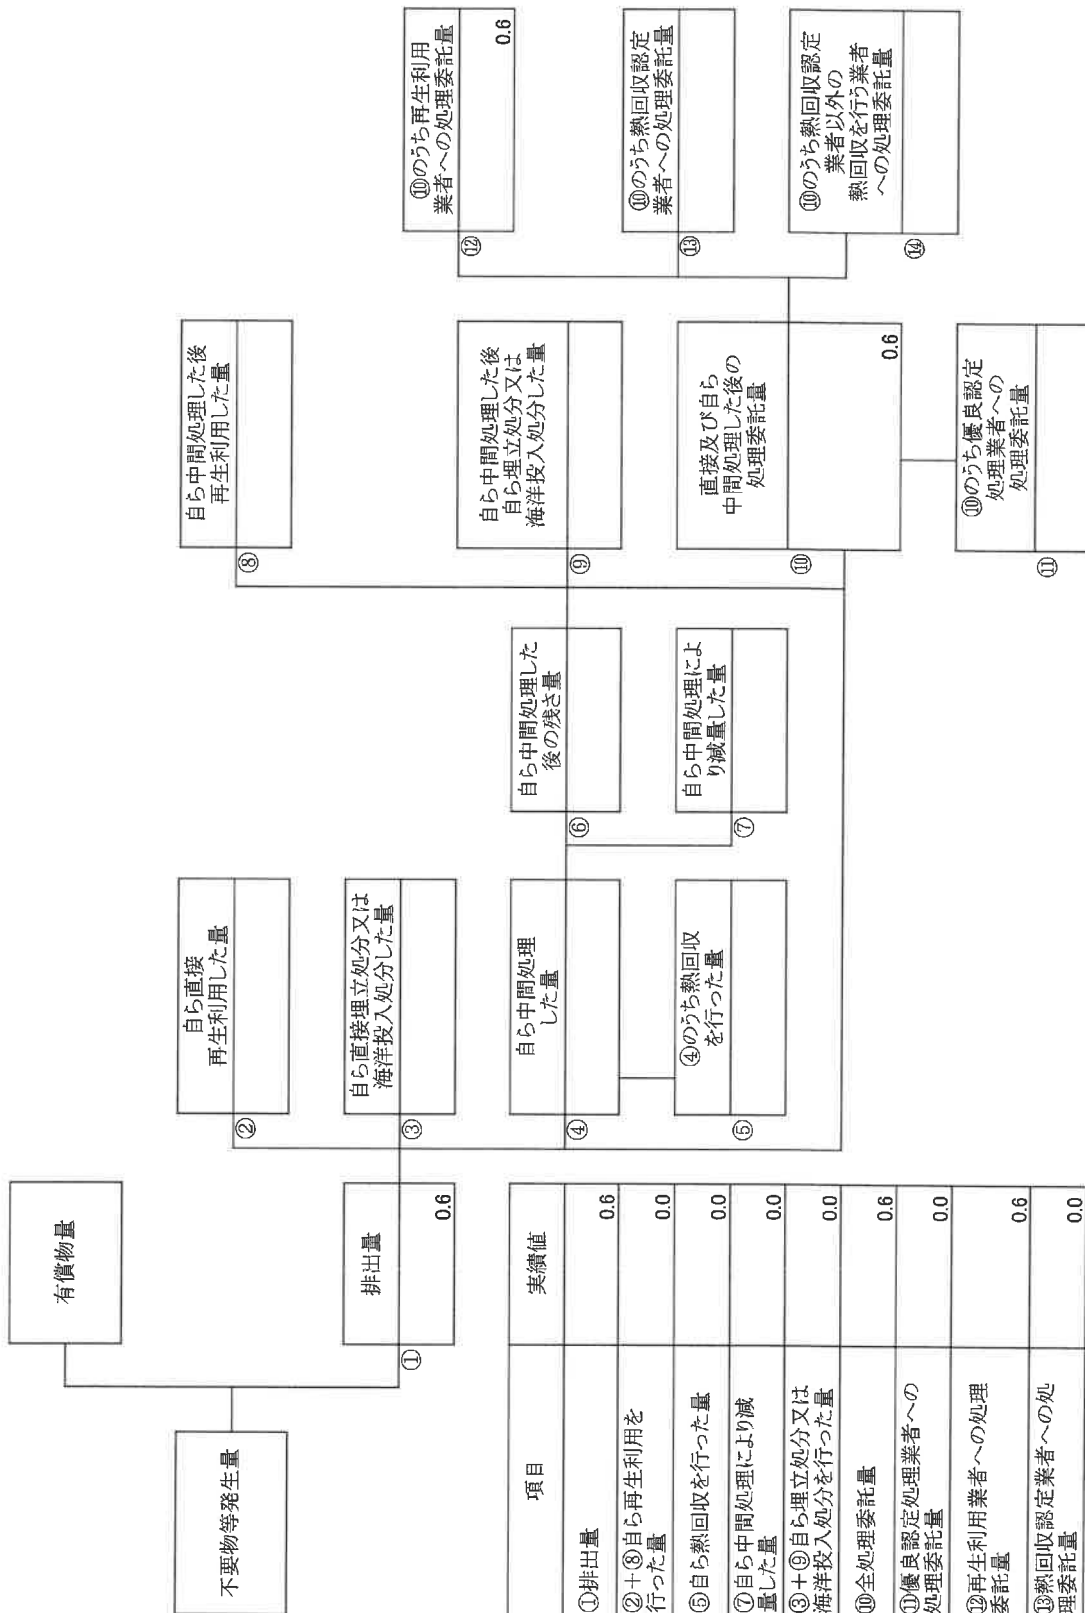 不要物等発生量
有償物量
排出量
①
0.6
自ら直接
再生利用した量
②
自ら直接埋立処分又は
海洋投入処分した量
③
自ら中間処理
した量
④
④のうち熱回収
を行った量
⑤
自ら中間処理した
後の残さ量
⑥
自ら中間処理によ
り減量した量
⑦
自ら中間処理した後
再生利用した量
⑧
自ら中間処理した後
自ら埋立処分又は
海洋投入処分した量
⑨
直接及び自ら
中間処理した後の
処理委託量
⑩
0.6
⑩のうち優良認定
処理業者への
処理委託量
⑪
⑩のうち再生利用
業者への処理委託量
⑫
0.6
⑩のうち熱回収認定
業者への処理委託量
⑬
⑩のうち熱回収認定
業者以外の
熱回収を行う業者
への処理委託量
⑭
項目 実績値
①排出量 0.6
②+⑧自ら再生利用を
行った量 0.0
⑤自ら熱回収を行った量 0.0
⑦自ら中間処理により減
量した量 0.0
③+⑨自ら埋立処分又は
海洋投入処分を行った量 0.0
⑩全処理委託量 0.6
⑪優良認定処理業者への
処理委託量 0.0
⑫再生利用業者への処理
委託量 0.6
⑬熱回収認定業者への処
理委託量 0.0